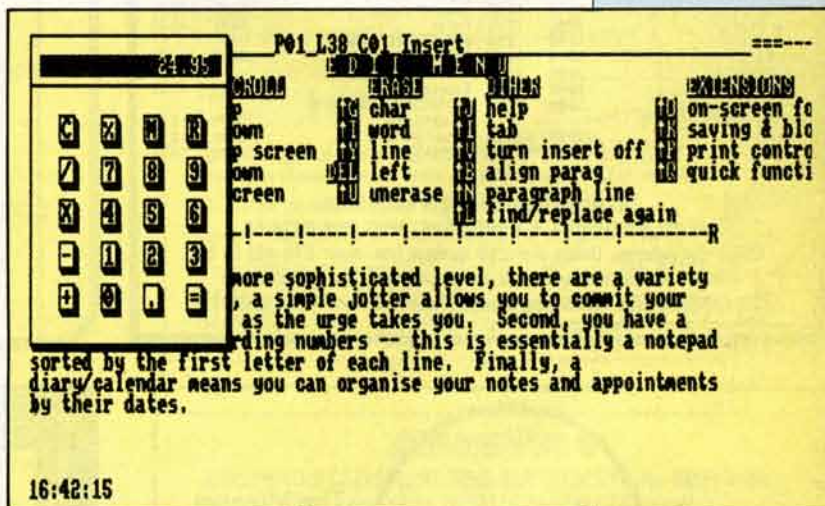 P01 L38 C01 Insert ===---
24.95
EDIT MENU
SCROLL ERASE OTHER EXTENSIONS
p ↑G char ↑J help ↑O on-screen fo
own ↑T word ↑I tab ↑K saving & blo
p screen ↑Y line ↑V turn insert off ↑P print contro
own DEL left ↑B align parag ↑Q quick functi
creen ↑U unerase ↑N paragraph line
↑L find/replace again
-!----!----!----!----!----!----!----!----!-------R
C % M R
/ 7 8 9
X 4 5 6
- 1 2 3
+ 0 . =
more sophisticated level, there are a variety
, a simple jotter allows you to commit your
as the urge takes you. Second, you have a
rding numbers -- this is essentially a notepad
sorted by the first letter of each line. Finally, a
diary/calendar means you can organise your notes and appointments
by their dates.
16:42:15